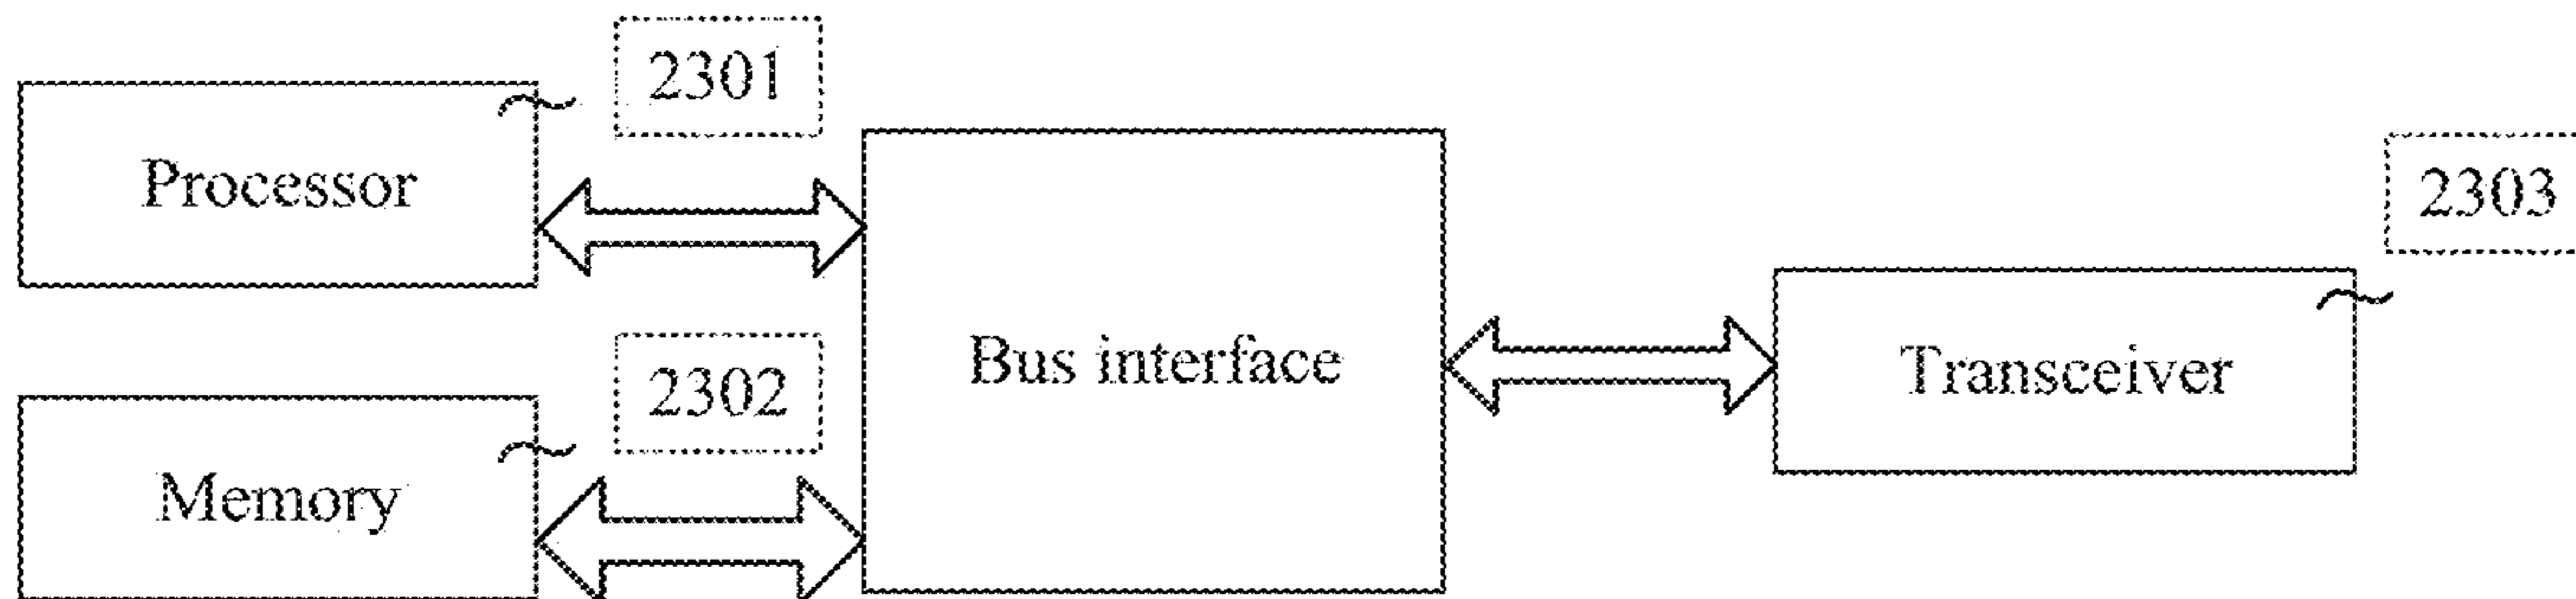 2301
Processor
2303
Bus interface
Transceiver
2302
Memory